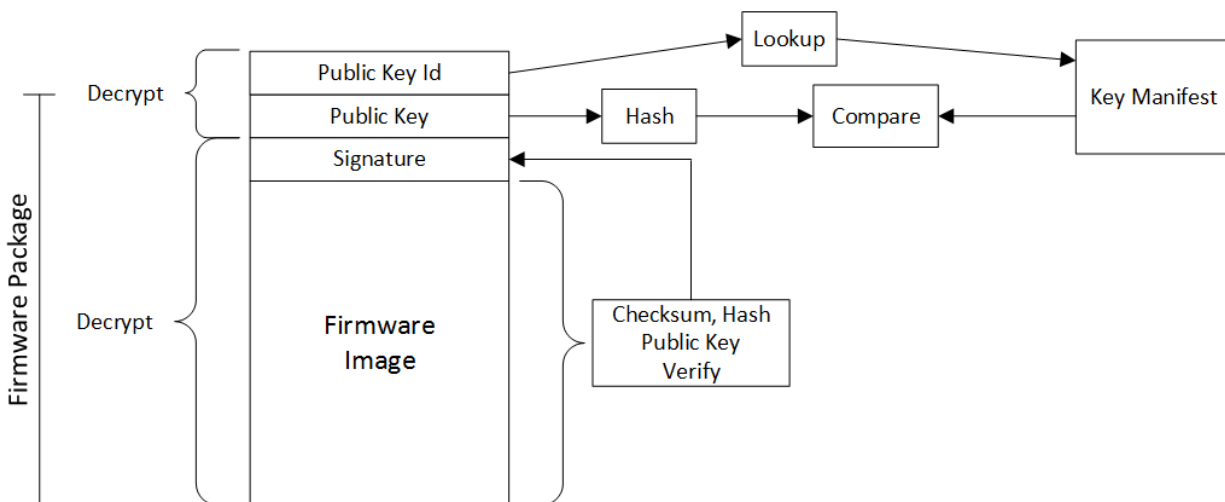 Lookup
Public Key Id
Decrypt
Key Manifest
Public Key
Hash
Compare
Signature
Firmware Package
Decrypt
Firmware
Image
Checksum, Hash
Public Key
Verify